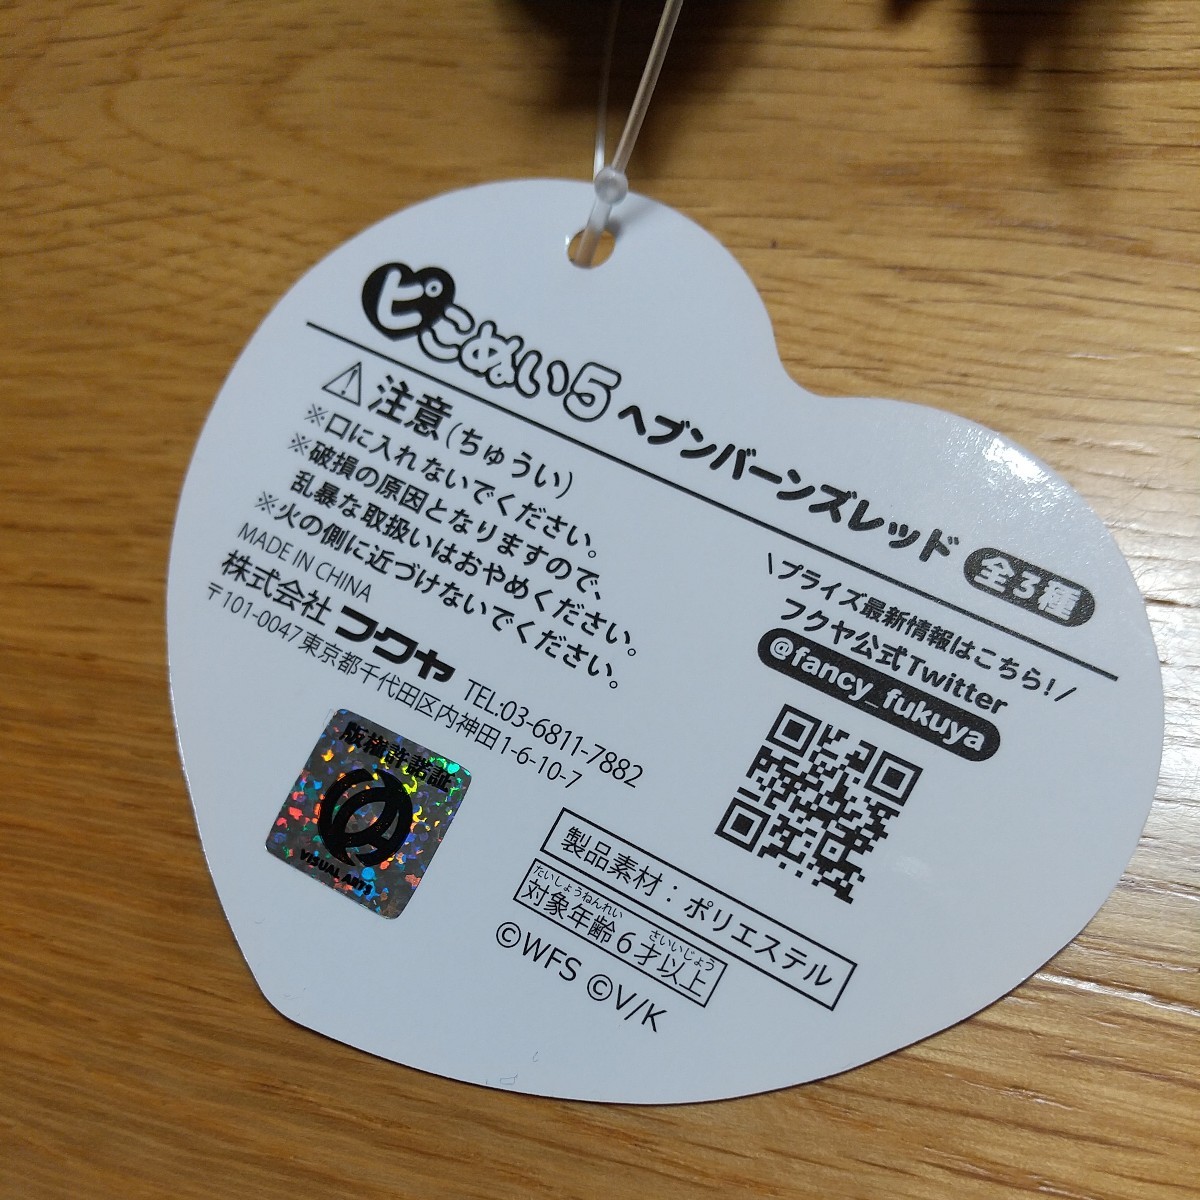 ピこぬい5 ヘブンバーンズレッド 全3種
⚠注意(ちゅうい)
※口に入れないでください。
※破損の原因となりますので、
乱暴な取扱いはおやめください。
※火の側に近づけないでください。
MADE IN CHINA
株式会社フクヤ TEL:03-6811-7882
〒101-0047 東京都千代田区内神田1-6-10-7
\プライズ最新情報はこちら!/
フクヤ公式Twitter
@fancy_fukuya
版権許諾証
VISUAL ARTS
製品素材：ポリエステル
たいしょうねんれい さいいじょう
対象年齢6才以上
©WFS ©V/K